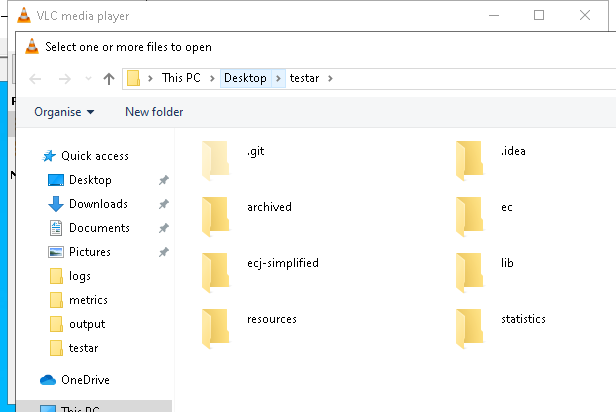 VLC media player
Select one or more files to open
This PC > Desktop > testar >
Organise New folder
Quick access
Desktop
Downloads
Documents
Pictures
logs
metrics
output
testar
OneDrive
This PC
.git .idea
archived ec
ecj-simplified lib
resources statistics